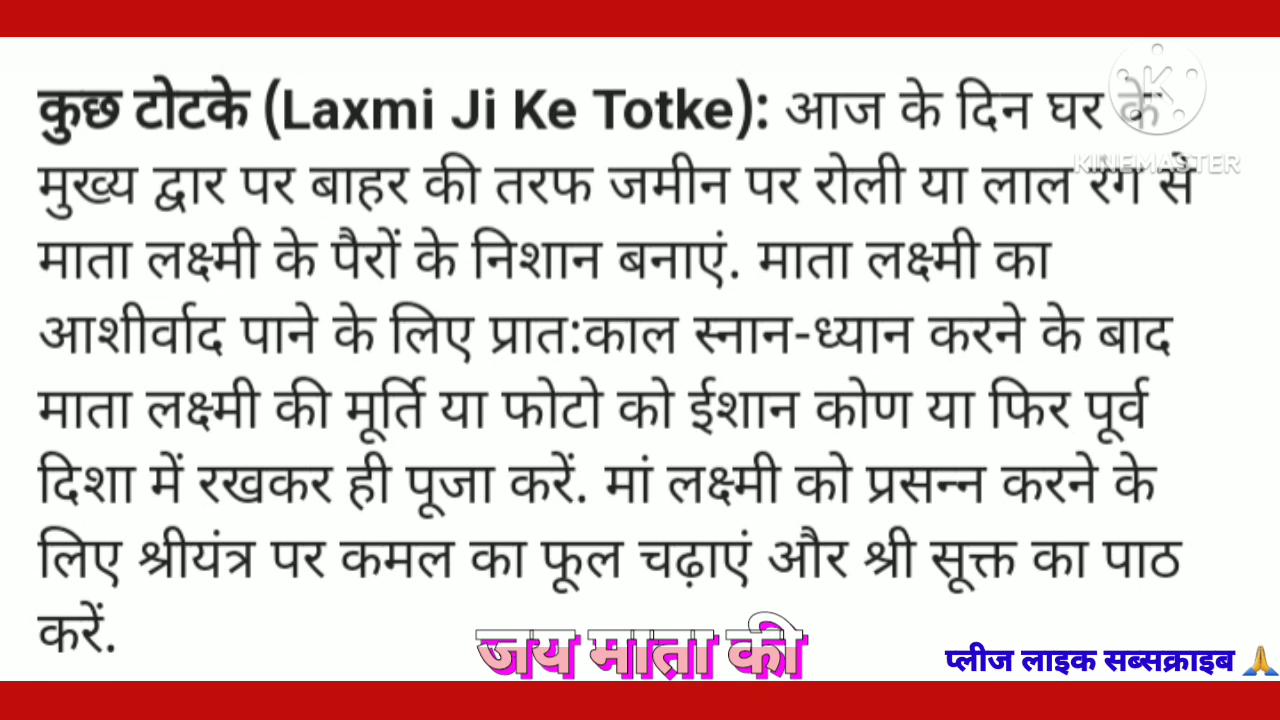 कुछ टोटके (Laxmi Ji Ke Totke): आज के दिन घर के
मुख्य द्वार पर बाहर की तरफ जमीन पर रोली या लाल रंग से
माता लक्ष्मी के पैरों के निशान बनाएं. माता लक्ष्मी का
आशीर्वाद पाने के लिए प्रात:काल स्नान-ध्यान करने के बाद
माता लक्ष्मी की मूर्ति या फोटो को ईशान कोण या फिर पूर्व
दिशा में रखकर ही पूजा करें. मां लक्ष्मी को प्रसन्न करने के
लिए श्रीयंत्र पर कमल का फूल चढ़ाएं और श्री सूक्त का पाठ
करें.
K
KINEMASTER
जय माता की
प्लीज लाइक सब्सक्राइब 🙏